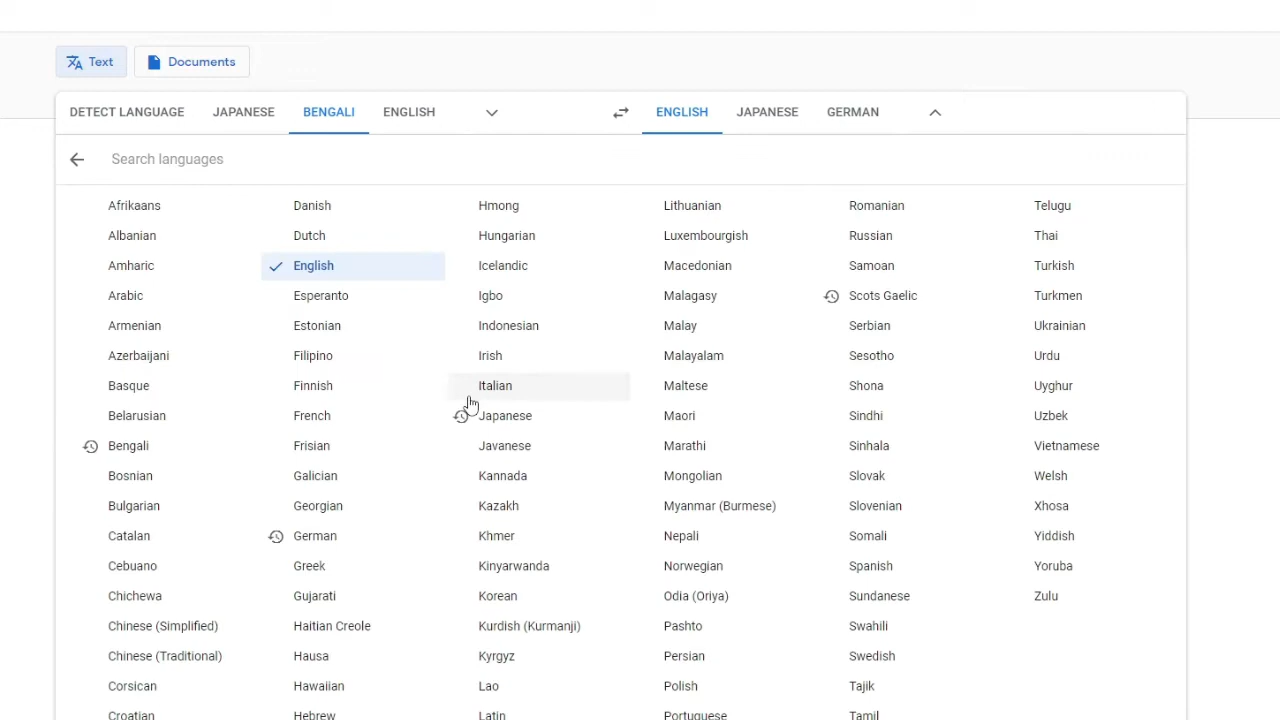 Text Documents
DETECT LANGUAGE JAPANESE BENGALI ENGLISH ENGLISH JAPANESE GERMAN
Search languages
Afrikaans Danish Hmong Lithuanian Romanian Telugu
Albanian Dutch Hungarian Luxembourgish Russian Thai
Amharic English Icelandic Macedonian Samoan Turkish
Arabic Esperanto Igbo Malagasy Scots Gaelic Turkmen
Armenian Estonian Indonesian Malay Serbian Ukrainian
Azerbaijani Filipino Irish Malayalam Sesotho Urdu
Basque Finnish Italian Maltese Shona Uyghur
Belarusian French Japanese Maori Sindhi Uzbek
Bengali Frisian Javanese Marathi Sinhala Vietnamese
Bosnian Galician Kannada Mongolian Slovak Welsh
Bulgarian Georgian Kazakh Myanmar (Burmese) Slovenian Xhosa
Catalan German Khmer Nepali Somali Yiddish
Cebuano Greek Kinyarwanda Norwegian Spanish Yoruba
Chichewa Gujarati Korean Odia (Oriya) Sundanese Zulu
Chinese (Simplified) Haitian Creole Kurdish (Kurmanji) Pashto Swahili
Chinese (Traditional) Hausa Kyrgyz Persian Swedish
Corsican Hawaiian Lao Polish Tajik
Croatian Hebrew Latin Portuguese Tamil